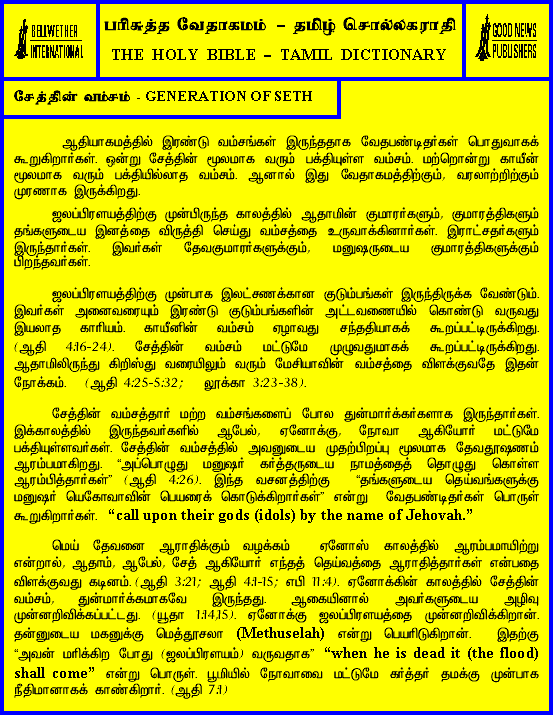 BELLWETHER
INTERNATIONAL
பரிசுத்த வேதாகமம் – தமிழ் சொல்லகராதி
THE HOLY BIBLE – TAMIL DICTIONARY
GOOD NEWS
PUBLISHERS
சேத்தின் வம்சம் - GENERATION OF SETH
ஆதியாகமத்தில் இரண்டு வம்சங்கள் இருந்ததாக வேதபண்டிதர்கள் பொதுவாகக்
கூறுகிறார்கள். ஒன்று சேத்தின் மூலமாக வரும் பக்தியுள்ள வம்சம். மற்றொன்று காயீன்
மூலமாக வரும் பக்தியில்லாத வம்சம். ஆனால் இது வேதாகமத்திற்கும், வரலாற்றிற்கும்
முரணாக இருக்கிறது.
ஜலப்பிரளயத்திற்கு முன்பிருந்த காலத்தில் ஆதாமின் குமாரர்களும், குமாரத்திகளும்
தங்களுடைய இனத்தை விருத்தி செய்து வம்சத்தை உருவாக்கினார்கள். இராட்சதர்களும்
இருந்தார்கள். இவர்கள் தேவகுமாரர்களுக்கும், மனுஷருடைய குமாரத்திகளுக்கும்
பிறந்தவர்கள்.
ஜலப்பிரளயத்திற்கு முன்பாக இலட்சணக்கான குடும்பங்கள் இருந்திருக்க வேண்டும்.
இவர்கள் அனைவரையும் இரண்டு குடும்பங்களின் அட்டவணையில் கொண்டு வருவது
இயலாத காரியம். காயீனின் வம்சம் ஏழாவது சந்ததியாகக் கூறப்பட்டிருக்கிறது.
(ஆதி 4:16-24). சேத்தின் வம்சம் மட்டுமே முழுவதுமாகக் கூறப்பட்டிருக்கிறது.
ஆதாமிலிருந்து கிறிஸ்து வரையிலும் வரும் மேசியாவின் வம்சத்தை விளக்குவதே இதன்
நோக்கம். (ஆதி 4:25-5:32; லூக்கா 3:23-38).
சேத்தின் வம்சத்தார் மற்ற வம்சங்களைப் போல துன்மார்க்கர்களாக இருந்தார்கள்.
இக்காலத்தில் இருந்தவர்களில் ஆபேல், ஏனோக்கு, நோவா ஆகியோர் மட்டுமே
பக்தியுள்ளவர்கள். சேத்தின் வம்சத்தில் அவனுடைய முதற்பிறப்பு மூலமாக தேவதூஷணம்
ஆரம்பமாகிறது. “அப்பொழுது மனுஷர் கர்த்தருடைய நாமத்தைத் தொழுது கொள்ள
ஆரம்பித்தார்கள்” (ஆதி 4:26). இந்த வசனத்திற்கு “தங்களுடைய தெய்வங்களுக்கு
மனுஷர் யெகோவாவின் பெயரைக் கொடுக்கிறார்கள்” என்று வேதபண்டிதர்கள் பொருள்
கூறுகிறார்கள். “call upon their gods (idols) by the name of Jehovah.”
மெய் தேவனை ஆராதிக்கும் வழக்கம் ஏனோஸ் காலத்தில் ஆரம்பமாயிற்று
என்றால், ஆதாம், ஆபேல், சேத் ஆகியோர் எந்தத் தெய்வத்தை ஆராதித்தார்கள் என்பதை
விளக்குவது கடினம். (ஆதி 3:21; ஆதி 4:1-15; எபி 11:4). ஏனோக்கின் காலத்தில் சேத்தின்
வம்சம், துன்மார்க்கமாகவே இருந்தது. ஆகையினால் அவர்களுடைய அழிவு
முன்னறிவிக்கப்பட்டது. (யூதா 1:14,15). ஏனோக்கு ஜலப்பிரளயத்தை முன்னறிவிக்கிறான்.
தன்னுடைய மகனுக்கு மெத்தூசலா (Methuselah) என்று பெயரிடுகிறான். இதற்கு
“அவன் மரிக்கிற போது (ஜலப்பிரளயம்) வருவதாக” “when he is dead it (the flood)
shall come” என்று பொருள். பூமியில் நோவாவை மட்டுமே கர்த்தர் தமக்கு முன்பாக
நீதிமானாகக் காண்கிறார். (ஆதி 7:1)